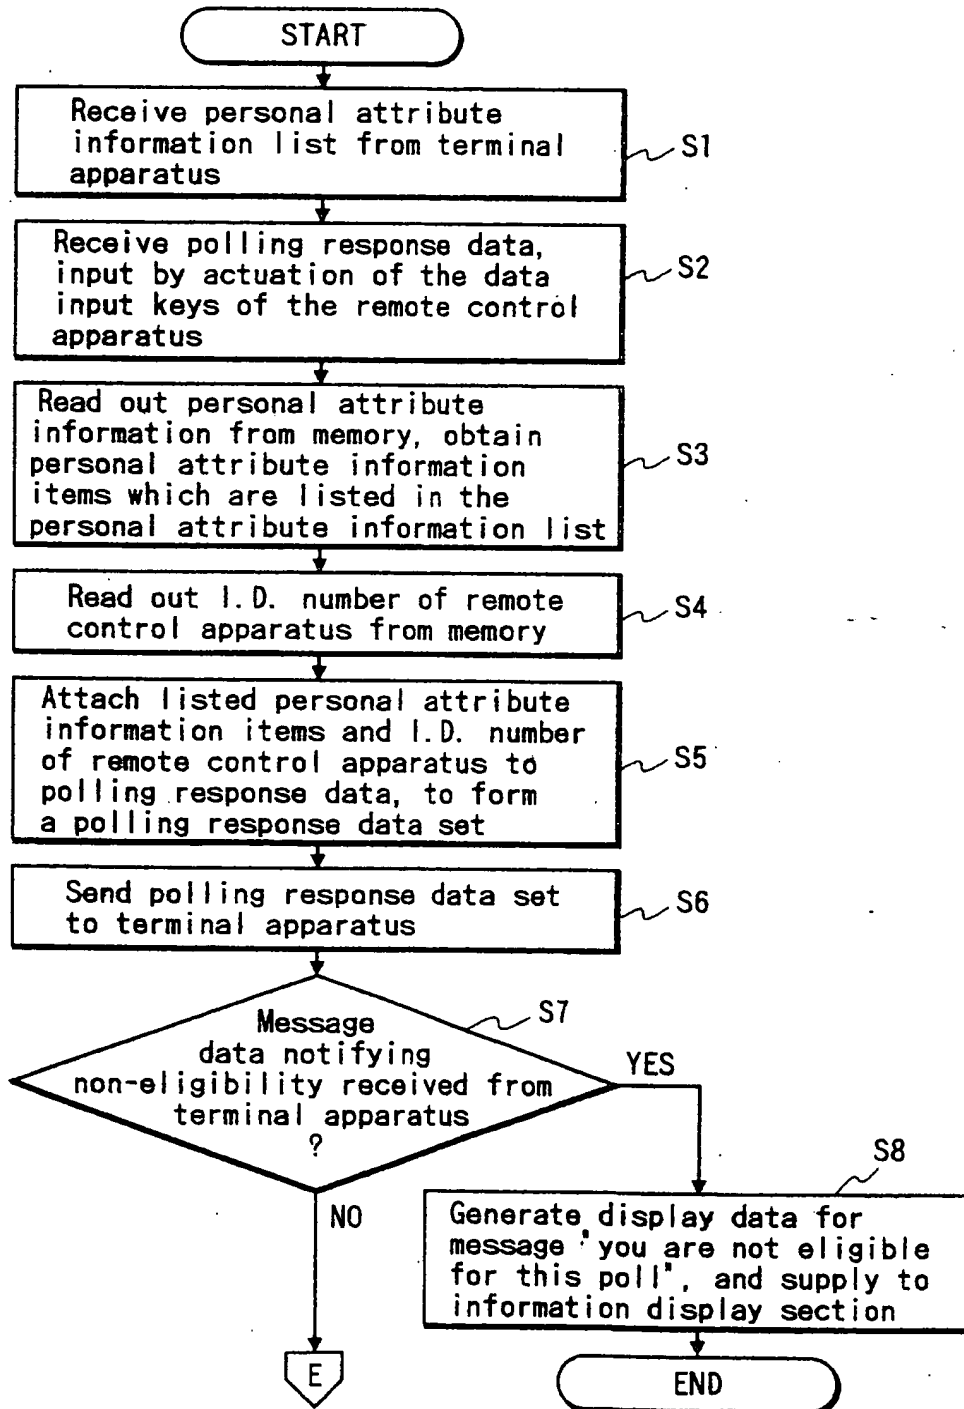 START
Receive personal attribute
information list from terminal
apparatus
S1
Receive polling response data,
input by actuation of the data
input keys of the remote control
apparatus
S2
Read out personal attribute
information from memory, obtain
personal attribute information
items which are listed in the
personal attribute information list
S3
Read out I.D. number of remote
control apparatus from memory
S4
Attach listed personal attribute
information items and I.D. number
of remote control apparatus to
polling response data, to form
a polling response data set
S5
Send polling response data set
to terminal apparatus
S6
Message
data notifying
non-eligibility received from
terminal apparatus
?
S7
YES
NO
S8
Generate display data for
message "you are not eligible
for this poll", and supply to
information display section
E
END